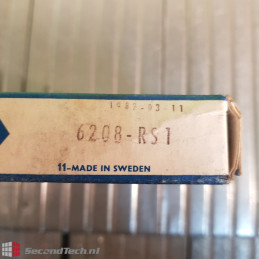 1987-03-11
6208-RS1
11-MADE IN SWEDEN
SecondTech.nl